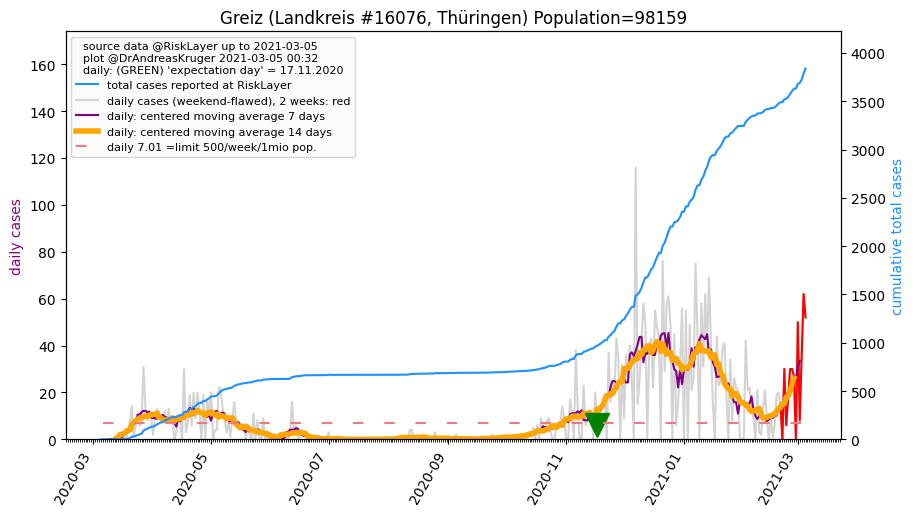 Greiz (Landkreis #16076, Thüringen) Population=98159
source data @RiskLayer up to 2021-03-05
plot @DrAndreasKruger 2021-03-05 00:32
daily: (GREEN) 'expectation day' = 17.11.2020
total cases reported at RiskLayer
daily cases (weekend-flawed), 2 weeks: red
daily: centered moving average 7 days
daily: centered moving average 14 days
daily 7.01 =limit 500/week/1mio pop.
daily cases
160
140
120
100
80
60
40
20
0
cumulative total cases
4000
3500
3000
2500
2000
1500
1000
500
0
2020-03
2020-05
2020-07
2020-09
2020-11
2021-01
2021-03